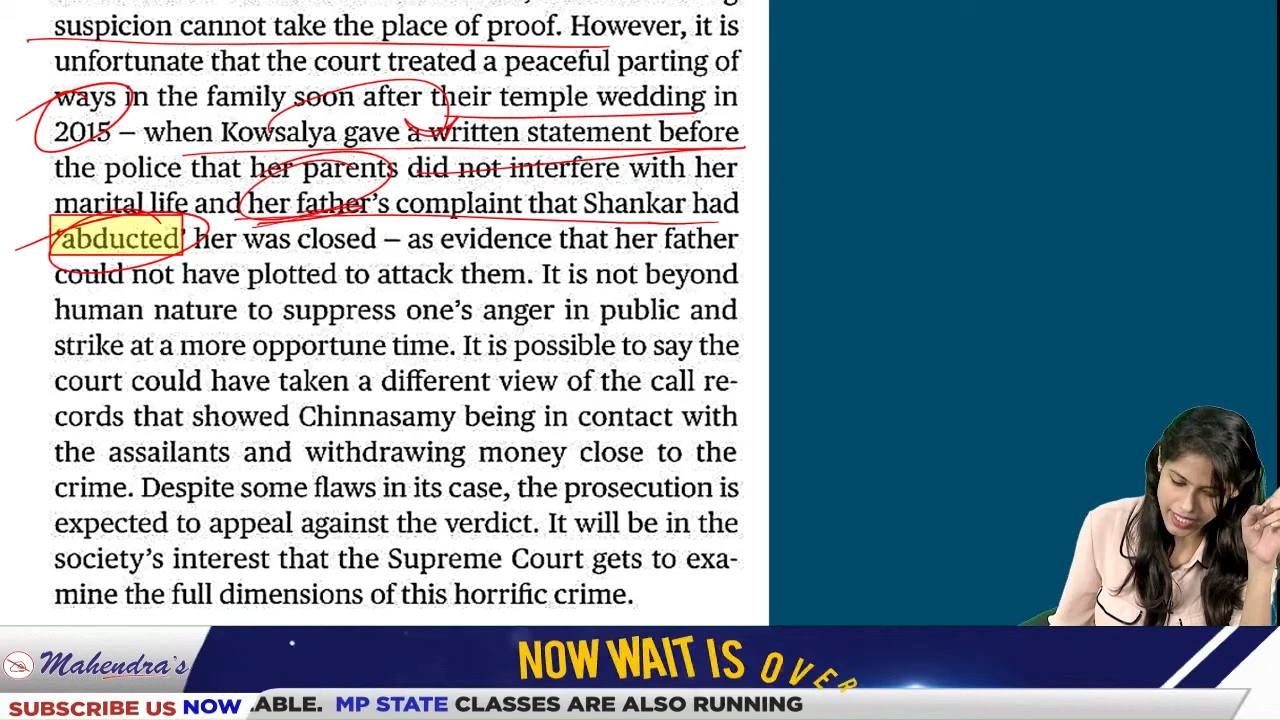 suspicion cannot take the place of proof. However, it is
unfortunate that the court treated a peaceful parting of
ways in the family soon after their temple wedding in
2015 – when Kowsalya gave a written statement before
the police that her parents did not interfere with her
marital life and her father’s complaint that Shankar had
‘abducted’ her was closed – as evidence that her father
could not have plotted to attack them. It is not beyond
human nature to suppress one’s anger in public and
strike at a more opportune time. It is possible to say the
court could have taken a different view of the call re-
cords that showed Chinnasamy being in contact with
the assailants and withdrawing money close to the
crime. Despite some flaws in its case, the prosecution is
expected to appeal against the verdict. It will be in the
society’s interest that the Supreme Court gets to exa-
mine the full dimensions of this horrific crime.
Mahendra's
NOW WAIT IS OVER
SUBSCRIBE US NOW
ABLE. MP STATE CLASSES ARE ALSO RUNNING